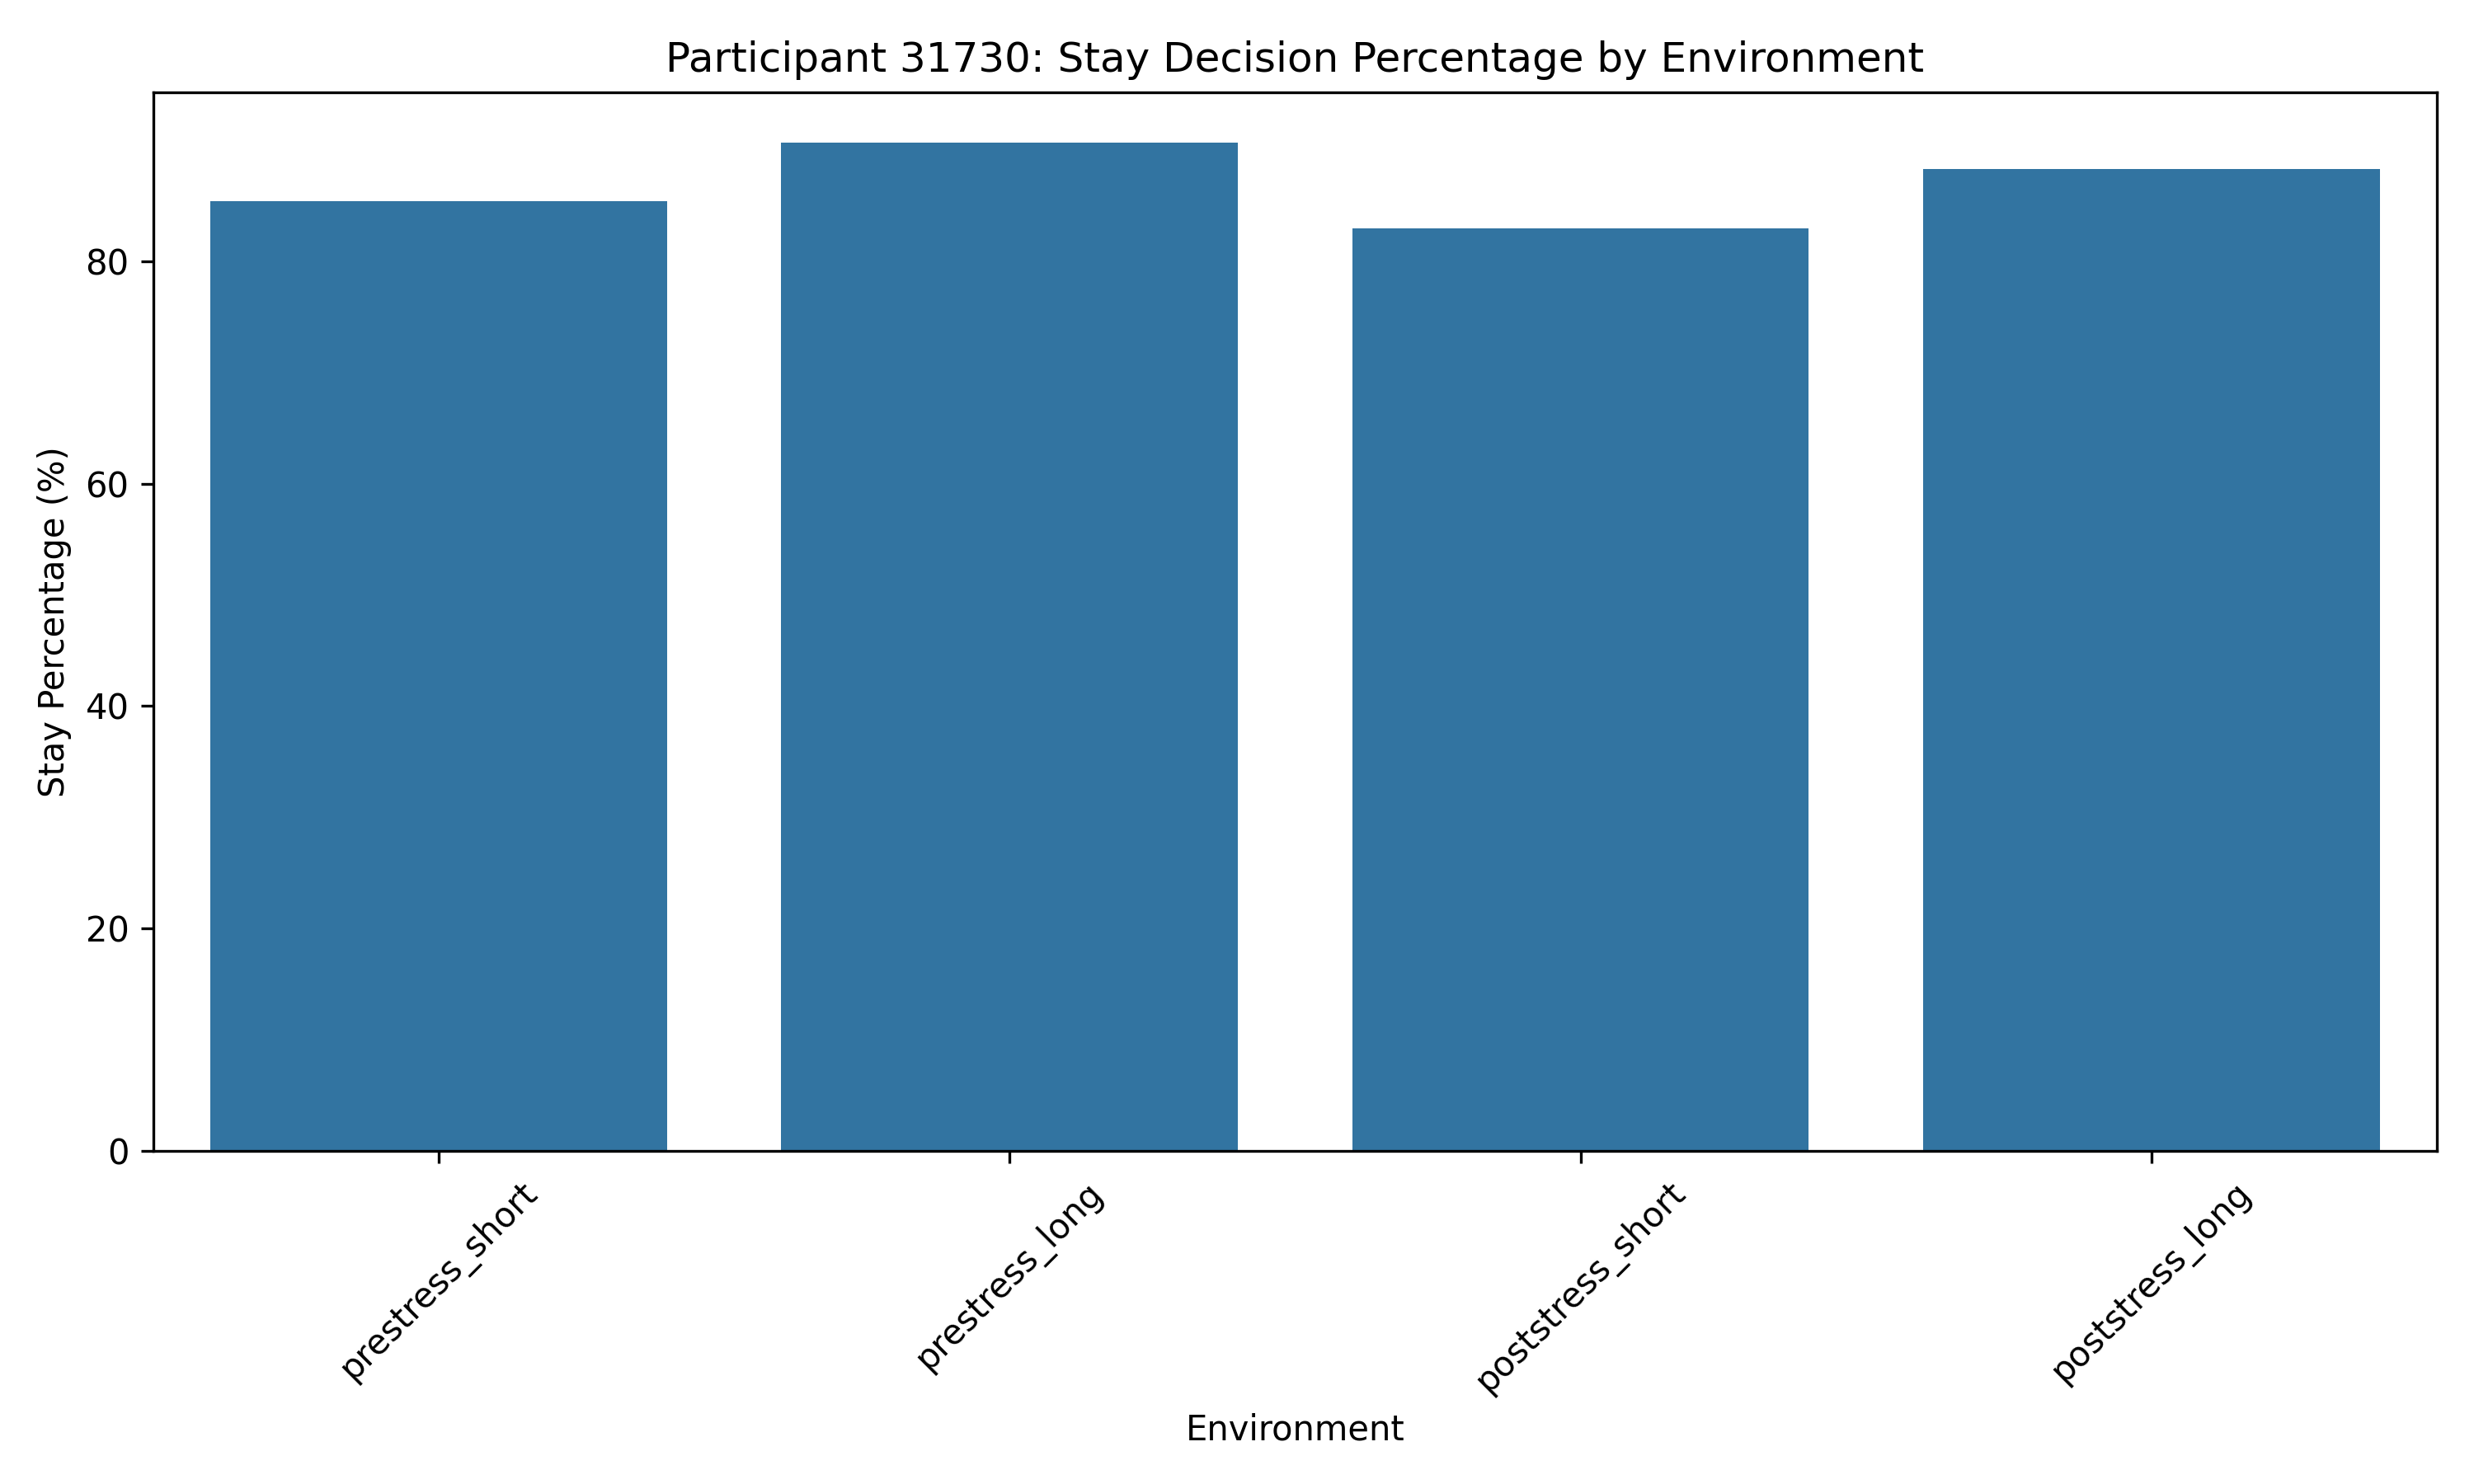 Participant 31730: Stay Decision Percentage by Environment
Stay Percentage (%)
80
60
40
20
0
prestress_short
prestress_long
poststress_short
poststress_long
Environment